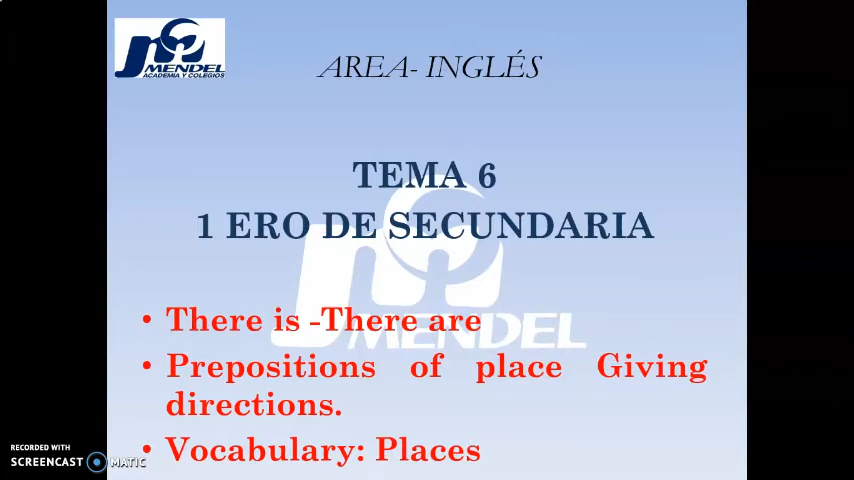 MENDEL
ACADEMIA Y COLEGIOS
AREA- INGLÉS
TEMA 6
1 ERO DE SECUNDARIA
MENDEL
• There is -There are
• Prepositions of place Giving
directions.
• Vocabulary: Places
RECORDED WITH
SCREENCAST MATIC